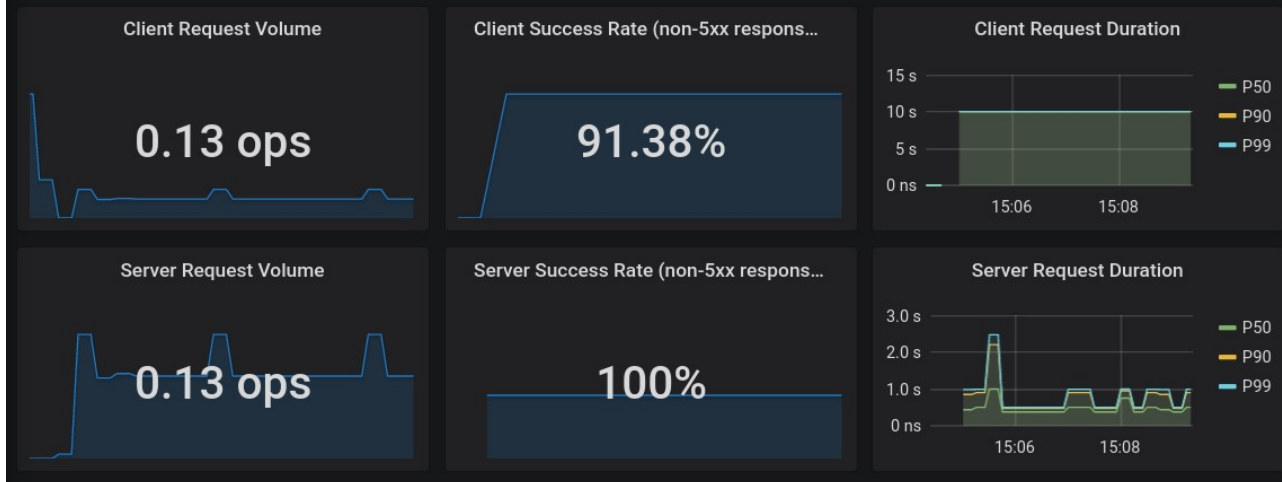 Client Request Volume
0.13 ops
Client Success Rate (non-5xx respons...
91.38%
Client Request Duration
15 s
10 s
5 s
0 ns
15:06
15:08
P50
P90
P99
Server Request Volume
0.13 ops
Server Success Rate (non-5xx respons...
100%
Server Request Duration
3.0 s
2.0 s
1.0 s
0 ns
15:06
15:08
P50
P90
P99